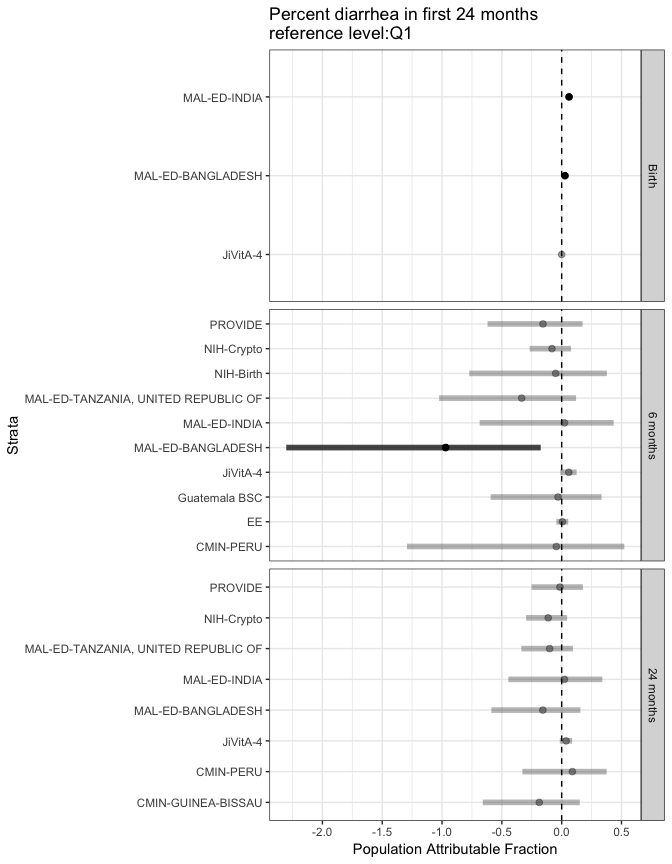 Percent diarrhea in first 24 months
reference level:Q1
Strata
MAL-ED-INDIA
MAL-ED-BANGLADESH
JiVitA-4
Birth
PROVIDE
NIH-Crypto
NIH-Birth
MAL-ED-TANZANIA, UNITED REPUBLIC OF
MAL-ED-INDIA
MAL-ED-BANGLADESH
JiVitA-4
Guatemala BSC
EE
CMIN-PERU
6 months
PROVIDE
NIH-Crypto
MAL-ED-TANZANIA, UNITED REPUBLIC OF
MAL-ED-INDIA
MAL-ED-BANGLADESH
JiVitA-4
CMIN-PERU
CMIN-GUINEA-BISSAU
24 months
-2.0 -1.5 -1.0 -0.5 0.0 0.5
Population Attributable Fraction